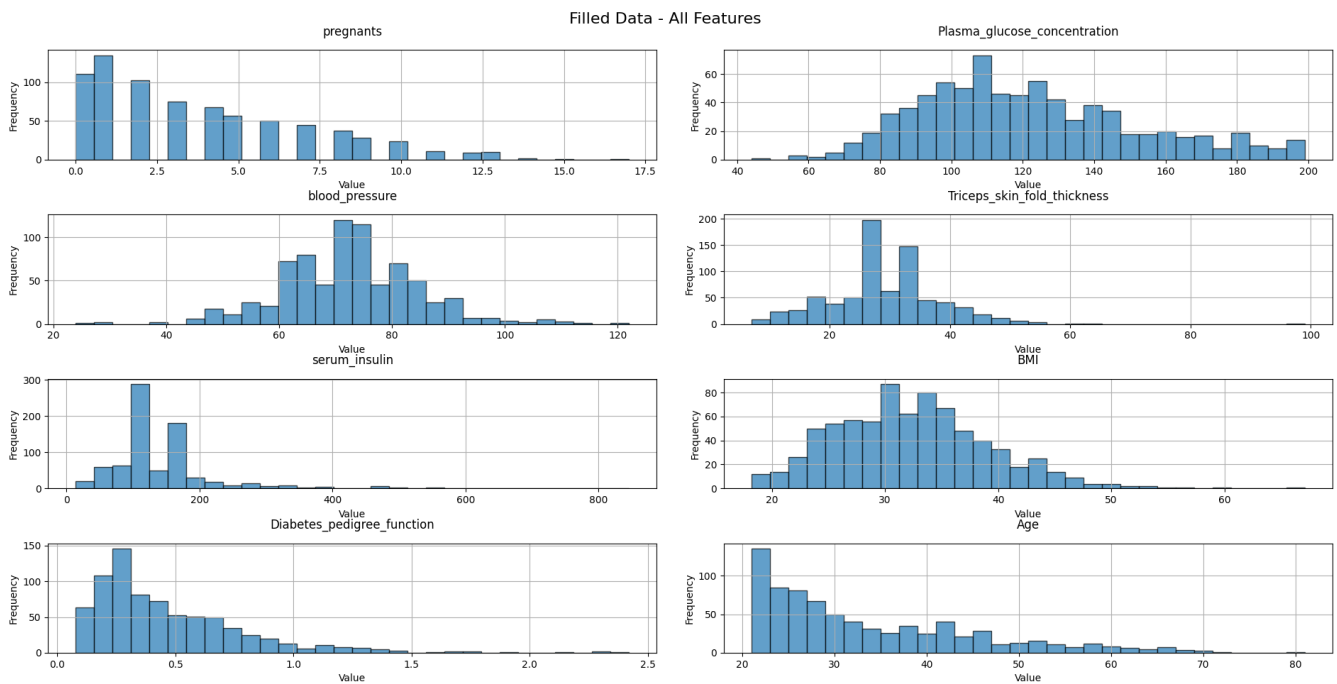 Filled Data - All Features
pregnants
Frequency
100
50
0
0.0 2.5 5.0 7.5 10.0 12.5 15.0 17.5
Value
Plasma_glucose_concentration
Frequency
60
40
20
0
40 60 80 100 120 140 160 180 200
Value
blood_pressure
Frequency
100
50
0
20 40 60 80 100 120
Value
Triceps_skin_fold_thickness
Frequency
200
150
100
50
0
20 40 60 80 100
Value
serum_insulin
Frequency
300
200
100
0
0 200 400 600 800
Value
BMI
Frequency
80
60
40
20
0
20 30 40 50 60
Value
Diabetes_pedigree_function
Frequency
150
100
50
0
0.0 0.5 1.0 1.5 2.0 2.5
Value
Age
Frequency
100
50
0
20 30 40 50 60 70 80
Value